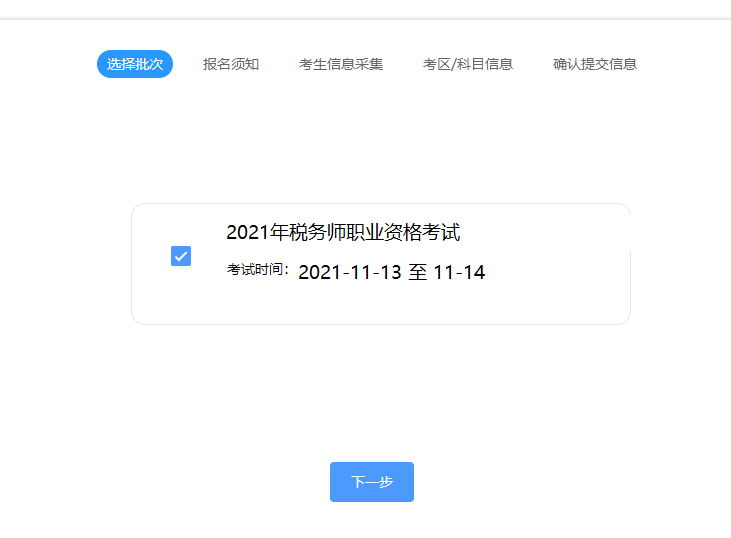 选择批次 报名须知 考生信息采集 考区/科目信息 确认提交信息
2021年税务师职业资格考试
考试时间：2021-11-13 至 11-14
下一步